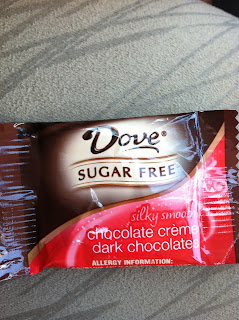 Dove®
SUGAR FREE
silky smooth
chocolate crème
dark chocolate
ALLERGY INFORMATION: